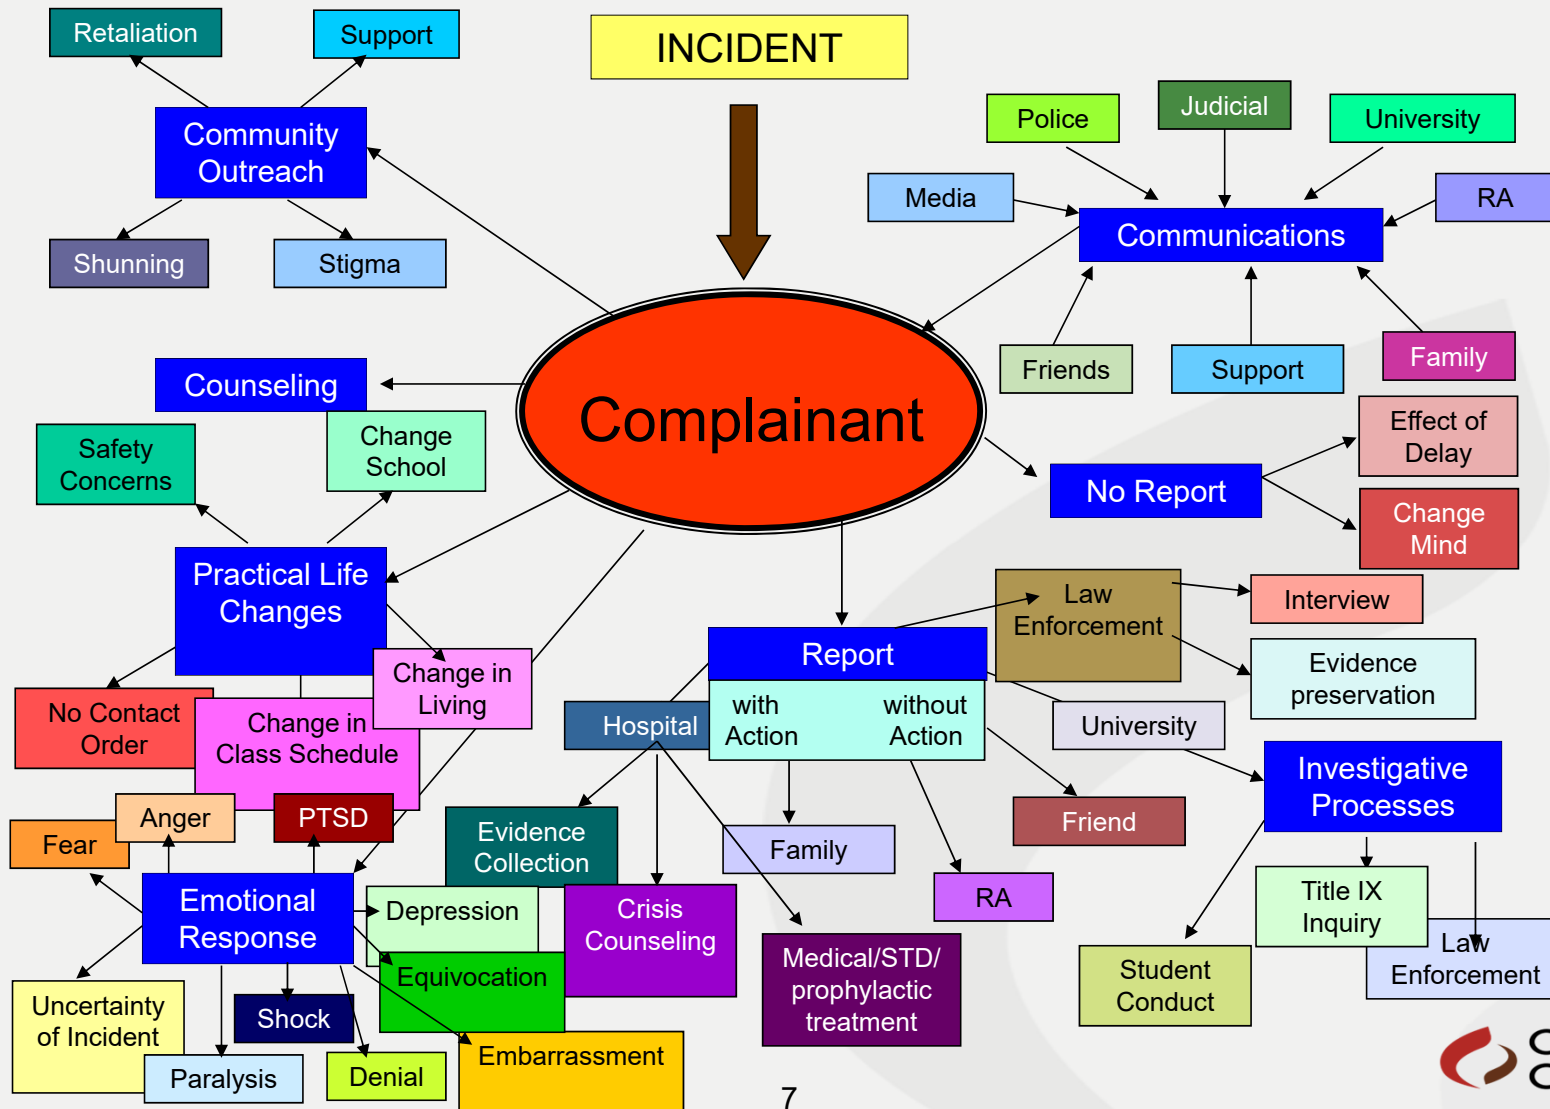 Retaliation
Support
INCIDENT
Community
Outreach
Shunning
Stigma
Police
Judicial
University
Media
RA
Communications
Friends
Support
Family
Counseling
Complainant
Safety
Concerns
Change
School
Effect of
Delay
No Report
Change
Mind
Practical Life
Changes
Law
Enforcement
Interview
Report
Evidence
preservation
Change in
Living
No Contact
Order
Change in
Class Schedule
Hospital
with
Action
without
Action
University
Investigative
Processes
Anger
PTSD
Fear
Evidence
Collection
Family
Friend
Emotional
Response
Depression
Crisis
Counseling
RA
Title IX
Inquiry
Law
Enforcement
Equivocation
Medical/STD/
prophylactic
treatment
Student
Conduct
Uncertainty
of Incident
Shock
Embarrassment
Paralysis
Denial
7